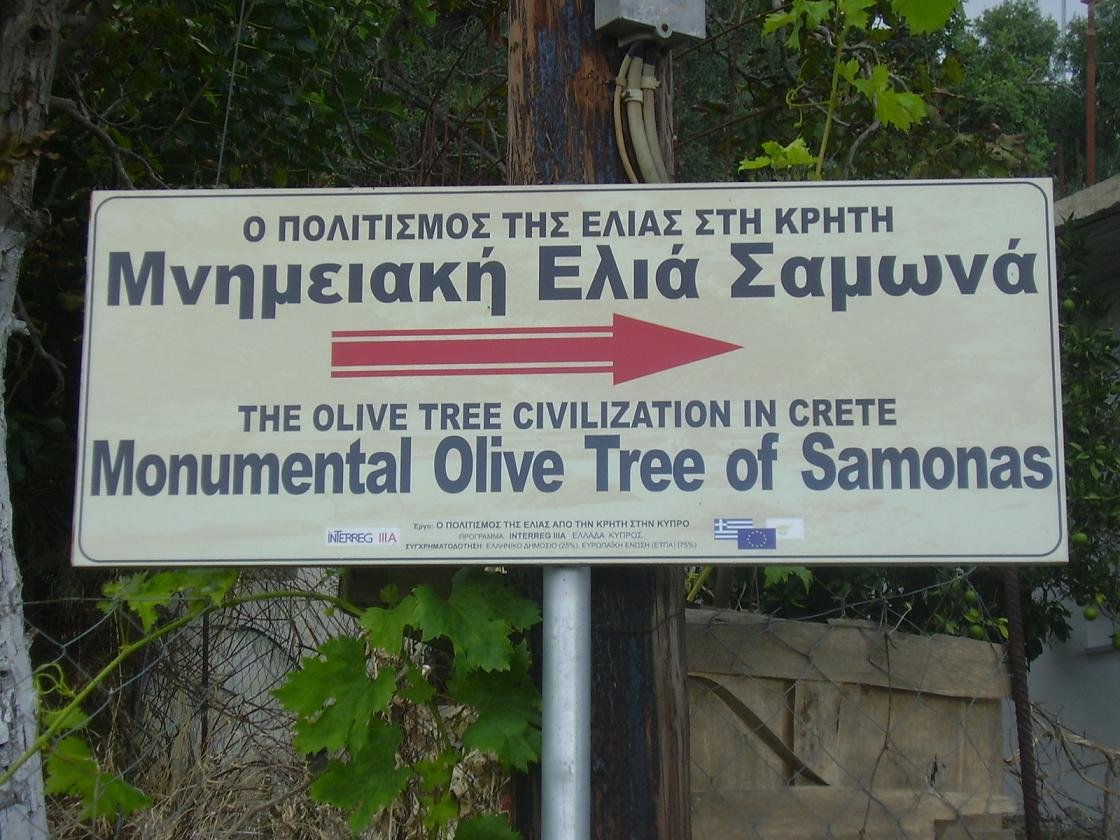 Ο ΠΟΛΙΤΙΣΜΟΣ ΤΗΣ ΕΛΙΑΣ ΣΤΗ ΚΡΗΤΗ
Μνημειακή Ελιά Σαμωνά
THE OLIVE TREE CIVILIZATION IN CRETE
Monumental Olive Tree of Samonas
INTERREG IIIA
Έργο: Ο ΠΟΛΙΤΙΣΜΟΣ ΤΗΣ ΕΛΙΑΣ ΑΠΟ ΤΗΝ ΚΡΗΤΗ ΣΤΗΝ ΚΥΠΡΟ
ΠΡΟΓΡΑΜΜΑ: INTERREG IIIA ΕΛΛΑΔΑ ΚΥΠΡΟΣ
ΣΥΓΧΡΗΜΑΤΟΔΟΤΗΣΗ: ΕΛΛΗΝΙΚΟ ΔΗΜΟΣΙΟ (25%), ΕΥΡΩΠΑΪΚΗ ΕΝΩΣΗ (ΕΤΠΑ) (75%)